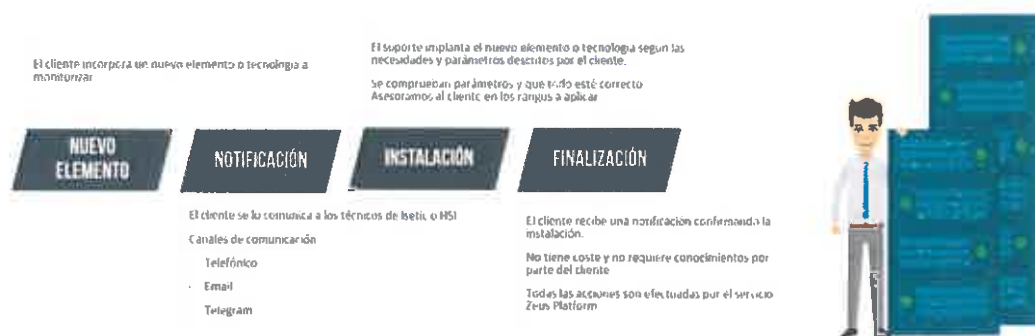 El cliente incorpora un nuevo elemento o tecnología a
monitorizar
NUEVO
ELEMENTO
NOTIFICACIÓN
El cliente se lo comunica a los técnicos de Isetic o HSI
Canales de comunicación
Telefónico
- Email
Telegram
El suporte implanta el nuevo elemento o tecnología según las
necesidades y parámetros descritos por el cliente.
Se comprueban parámetros y que todo esté correcto
Asesoramos al cliente en los rangos a aplicar
INSTALACIÓN
FINALIZACIÓN
El cliente recibe una notificación confirmando la
instalación.
No tiene coste y no requiere conocimientos por
parte del cliente
Todas las acciones son efectuadas por el servicio
Zeus Platform